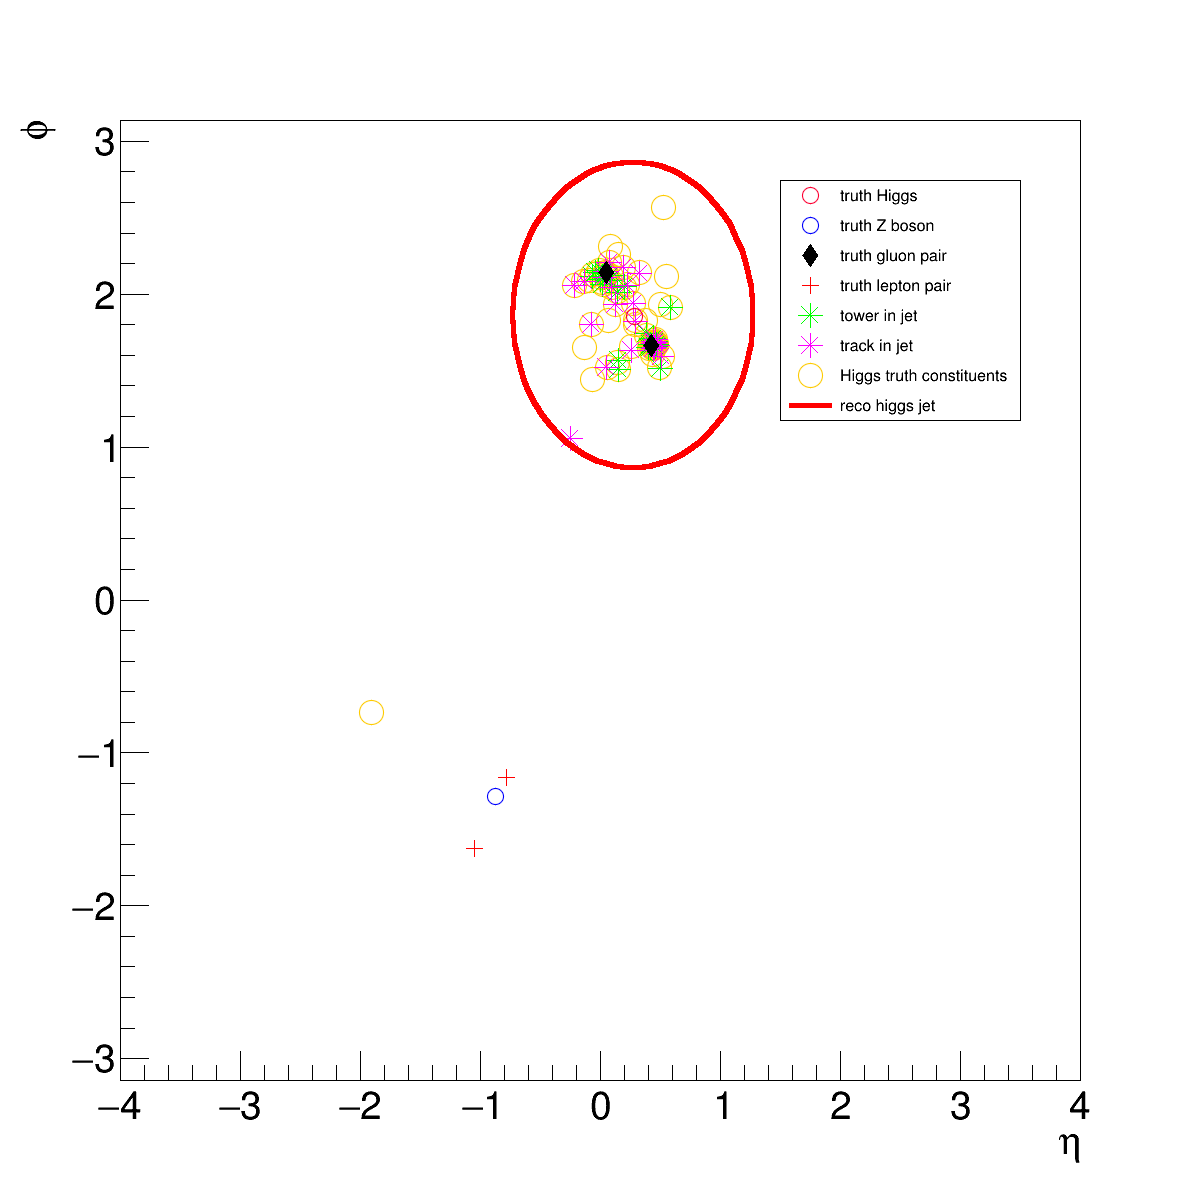 ϕ
3
2
1
0
−1
−2
−3
truth Higgs
truth Z boson
truth gluon pair
truth lepton pair
tower in jet
track in jet
Higgs truth constituents
reco higgs jet
−4 −3 −2 −1 0 1 2 3 4
η